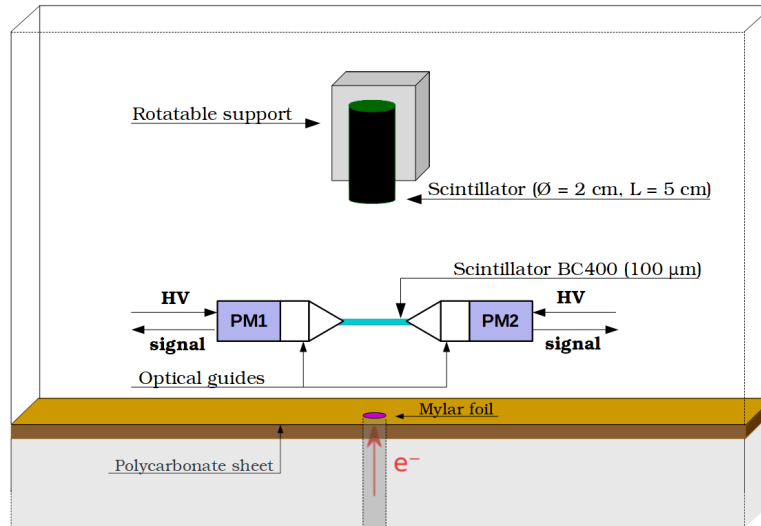 Rotatable support
Scintillator (Ø = 2 cm, L = 5 cm)
Scintillator BC400 (100 μm)
HV
HV
PM1
PM2
signal
signal
Optical guides
Mylar foil
Polycarbonate sheet
e⁻